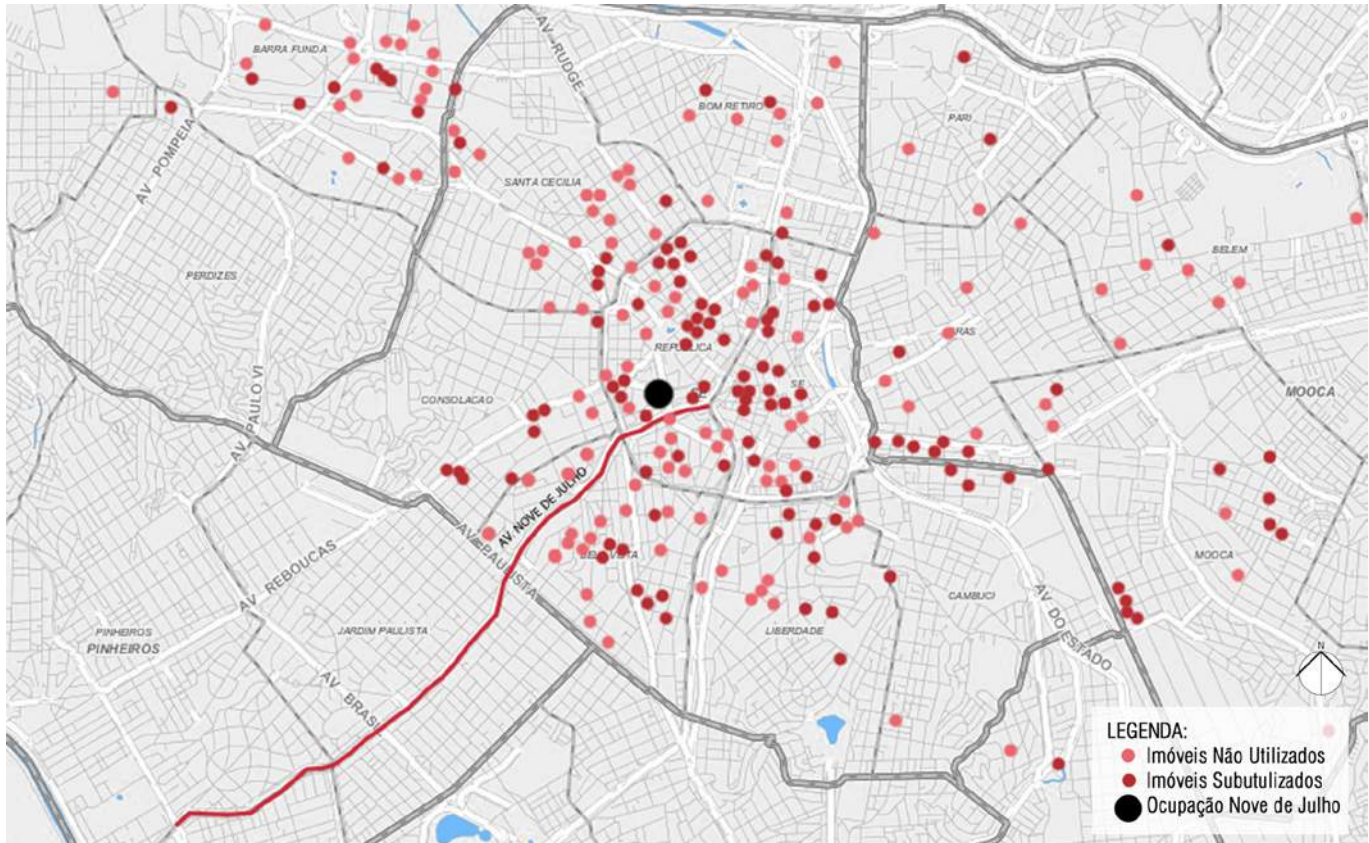 BARRA FUNDA
AV. RUDGE
BOM RETIRO
PARI
AV POMPEIA
SANTA CECILIA
BELEM
PERDIZES
REPUBLICA
SE
MOOCA
AV PAULO VI
CONSOLACAO
AV NOVE DE JULHO
AV PAULISTA
BELA VISTA
MOOCA
AV REBOUCAS
CAMBUCI
AV. DO ESTADO
PINHEIROS
PINHEIROS
JARDIM PAULISTA
LIBERDADE
AV BRASIL
N
LEGENDA:
Imóveis Não Utilizados
Imóveis Subutulizados
Ocupação Nove de Julho